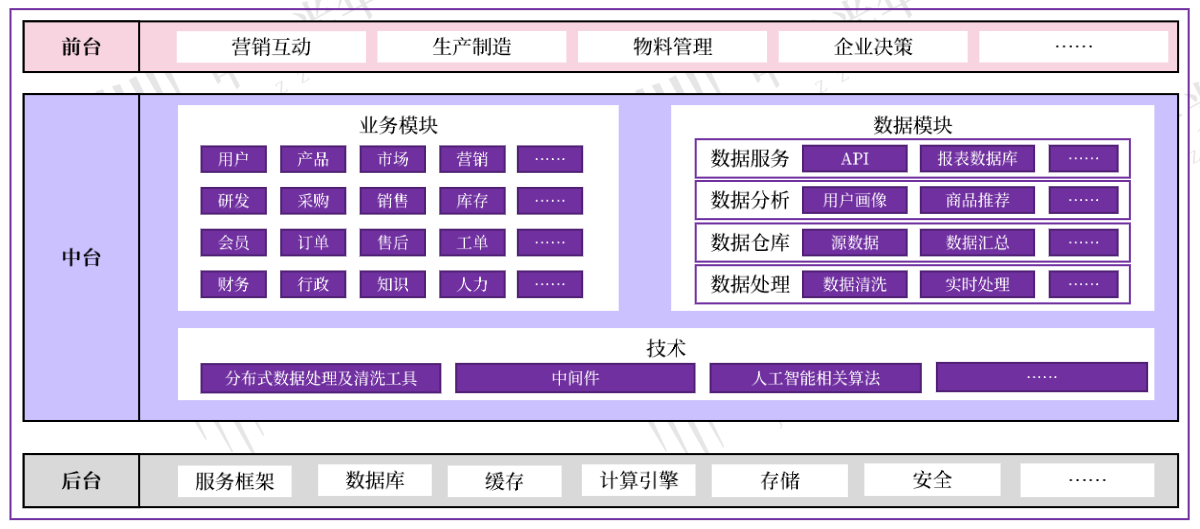 前台 营销互动 生产制造 物料管理 企业决策 ……
中台
业务模块
用户 产品 市场 营销 ……
研发 采购 销售 库存 ……
会员 订单 售后 工单 ……
财务 行政 知识 人力 ……
数据模块
数据服务 API 报表数据库 ……
数据分析 用户画像 商品推荐 ……
数据仓库 源数据 数据汇总 ……
数据处理 数据清洗 实时处理 ……
技术
分布式数据处理及清洗工具 中间件 人工智能相关算法 ……
后台 服务框架 数据库 缓存 计算引擎 存储 安全 ……